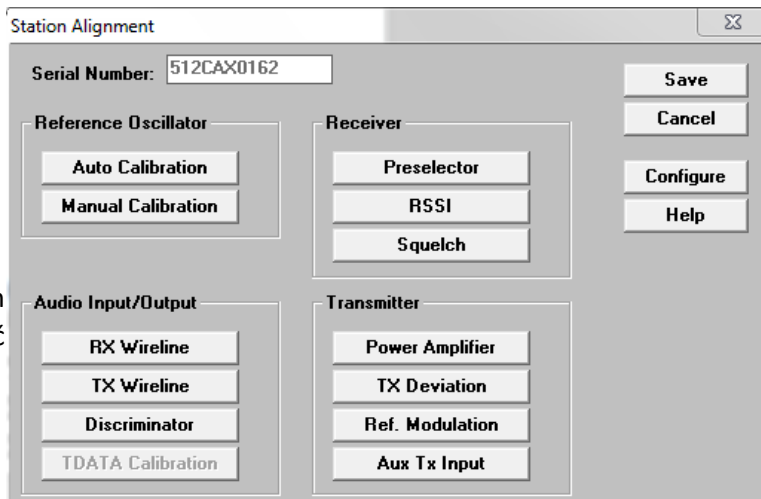 Station Alignment
Serial Number: 512CAX0162
Save
Cancel
Configure
Help
Reference Oscillator
Auto Calibration
Manual Calibration
Receiver
Preselector
RSSI
Squelch
Audio Input/Output
RX Wireline
TX Wireline
Discriminator
TDATA Calibration
Transmitter
Power Amplifier
TX Deviation
Ref. Modulation
Aux Tx Input